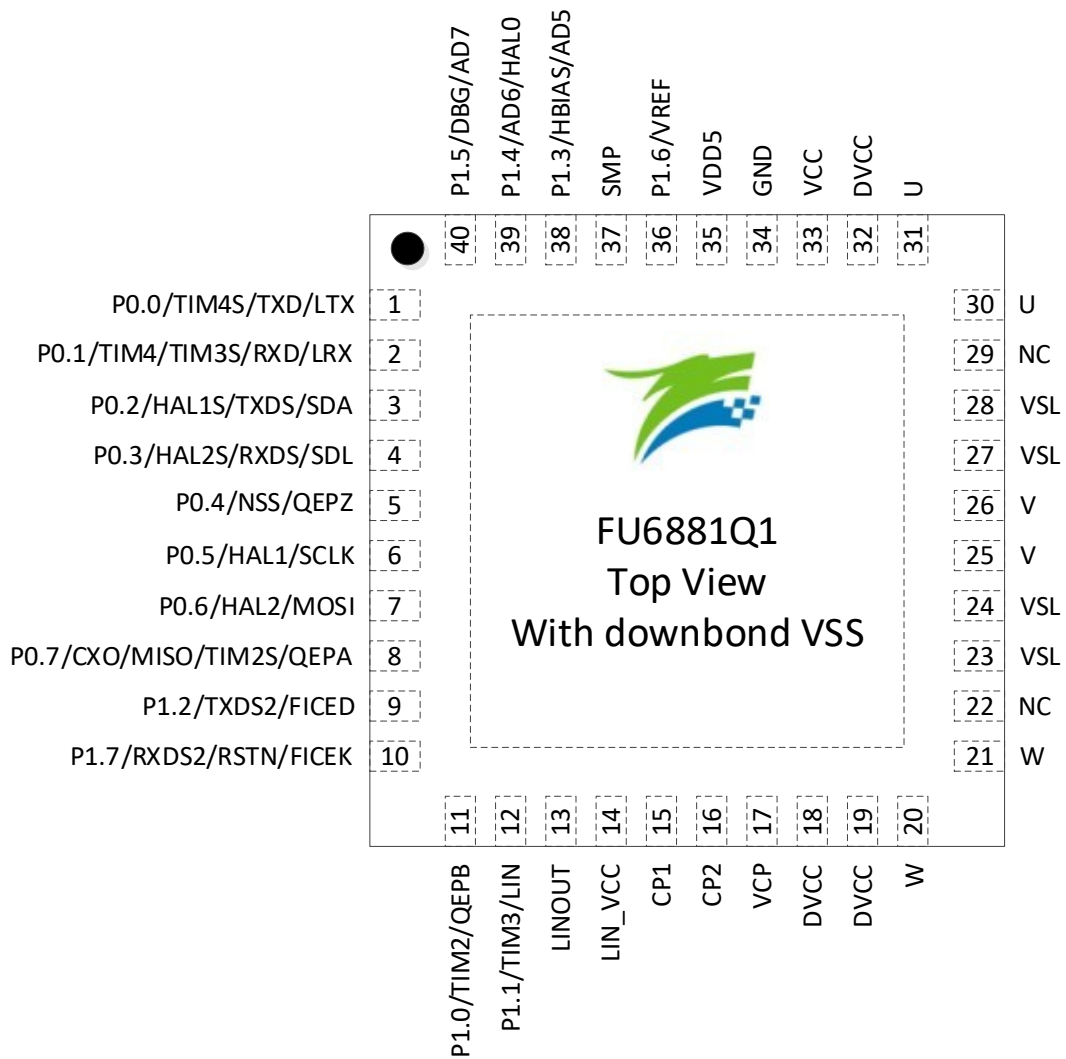 P1.5/DBG/AD7
P1.4/AD6/HAL0
P1.3/HBIAS/AD5
SMP
P1.6/VREF
VDD5
GND
VCC
DVCC
U
40
39
38
37
36
35
34
33
32
31
P0.0/TIM4S/TXD/LTX 1
P0.1/TIM4/TIM3S/RXD/LRX 2
P0.2/HAL1S/TXDS/SDA 3
P0.3/HAL2S/RXDS/SDL 4
P0.4/NSS/QEPZ 5
P0.5/HAL1/SCLK 6
P0.6/HAL2/MOSI 7
P0.7/CXO/MISO/TIM2S/QEPA 8
P1.2/TXDS2/FICED 9
P1.7/RXDS2/RSTN/FICEK 10
FU6881Q1
Top View
With downbond VSS
30 U
29 NC
28 VSL
27 VSL
26 V
25 V
24 VSL
23 VSL
22 NC
21 W
11
12
13
14
15
16
17
18
19
20
P1.0/TIM2/QEPB
P1.1/TIM3/LIN
LINOUT
LIN_VCC
CP1
CP2
VCP
DVCC
DVCC
W